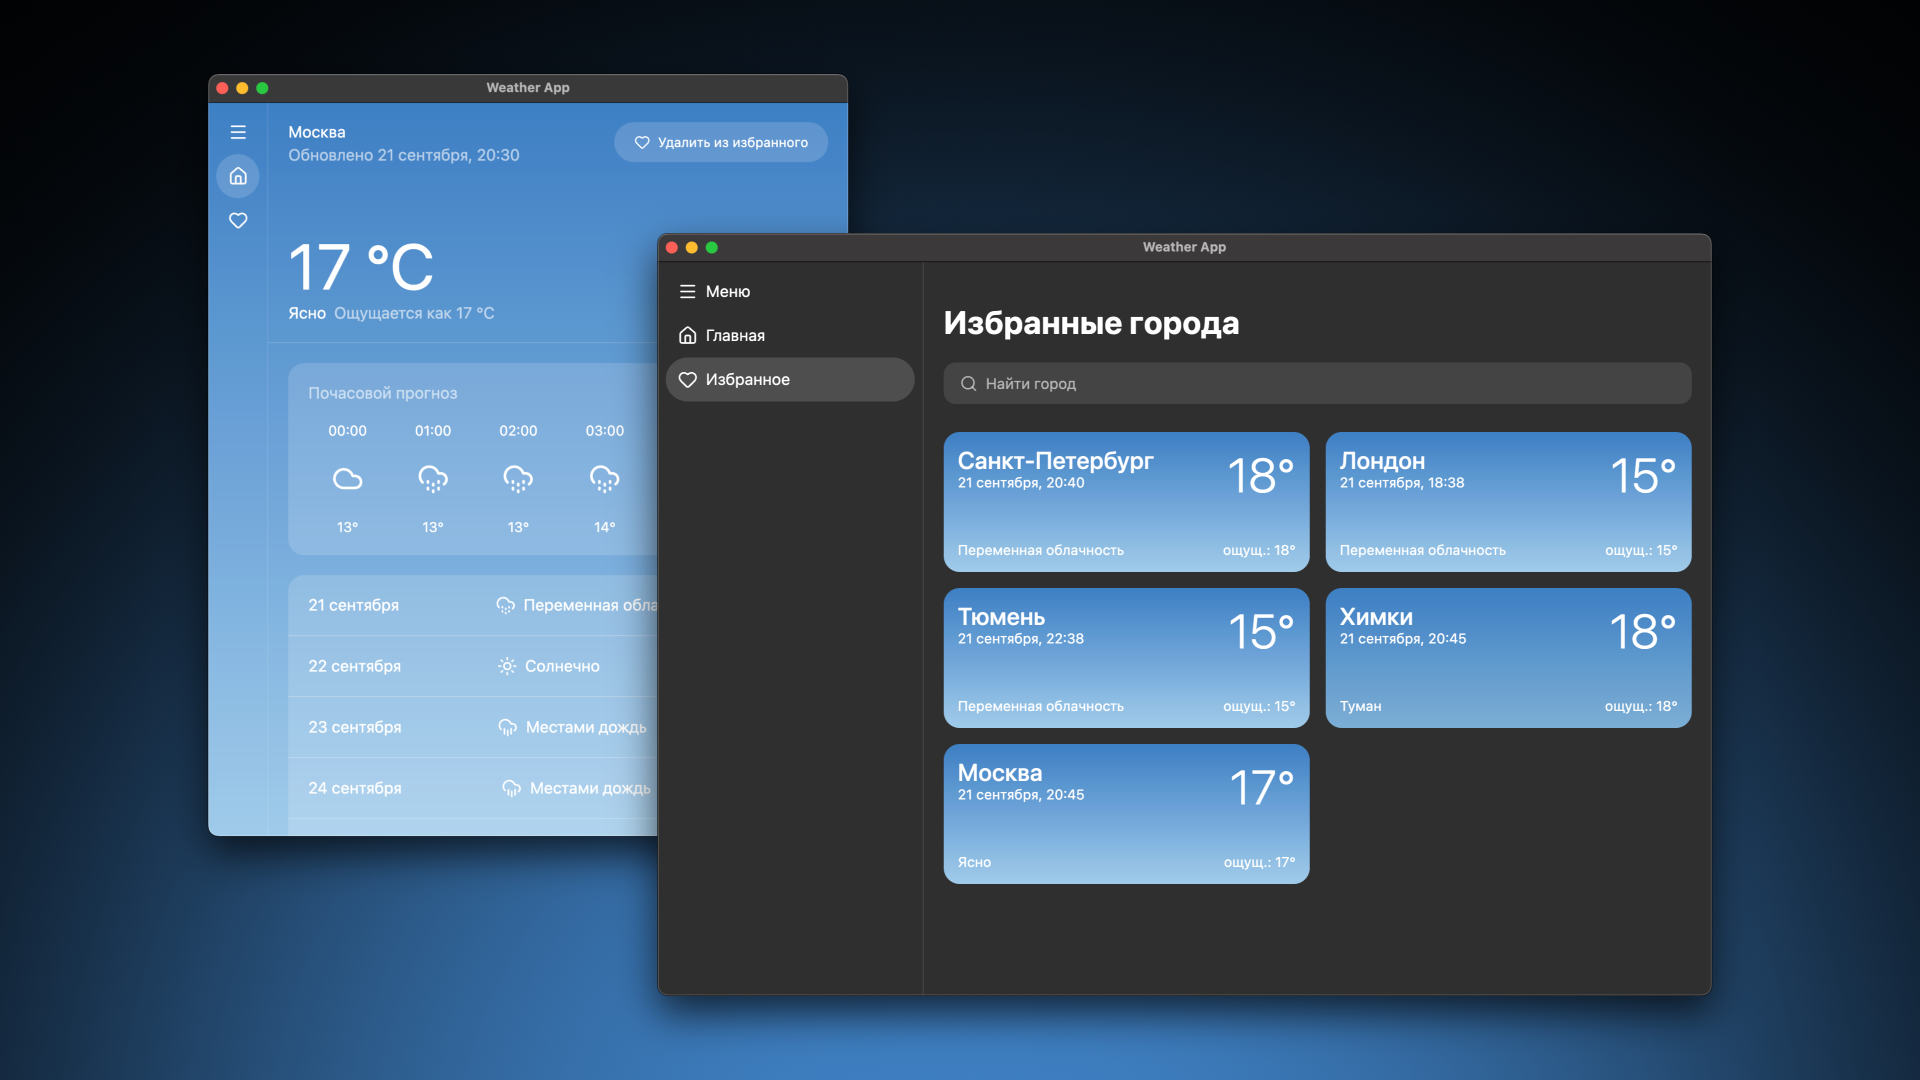 Weather App
Москва
Обновлено 21 сентября, 20:30
Удалить из избранного
17 °C
Ясно Ощущается как 17 °C
Почасовой прогноз
00:00 01:00 02:00 03:00
13° 13° 13° 14°
21 сентября Переменная обла
22 сентября Солнечно
23 сентября Местами дождь
24 сентября Местами дождь
Weather App
Меню
Главная
Избранное
Избранные города
Найти город
Санкт-Петербург 18°
21 сентября, 20:40
Переменная облачность ощущ.: 18°
Лондон 15°
21 сентября, 18:38
Переменная облачность ощущ.: 15°
Тюмень 15°
21 сентября, 22:38
Переменная облачность ощущ.: 15°
Химки 18°
21 сентября, 20:45
Туман ощущ.: 18°
Москва 17°
21 сентября, 20:45
Ясно ощущ.: 17°